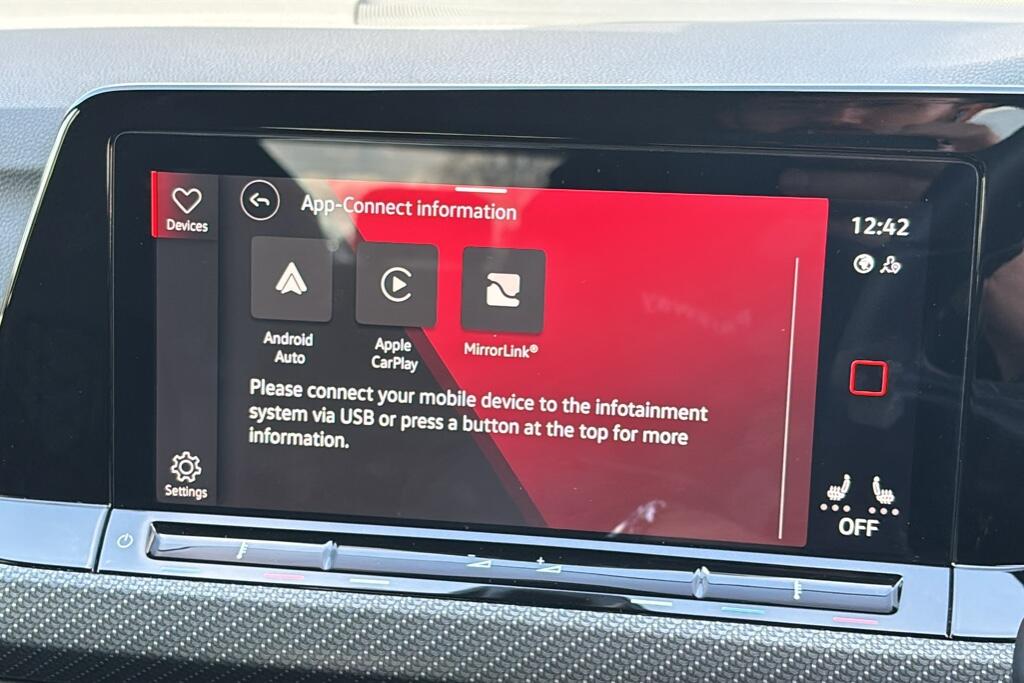 App-Connect information
Devices
12:42
Android
Auto
Apple
CarPlay
MirrorLink®
Please connect your mobile device to the infotainment
system via USB or press a button at the top for more
information.
Settings
OFF